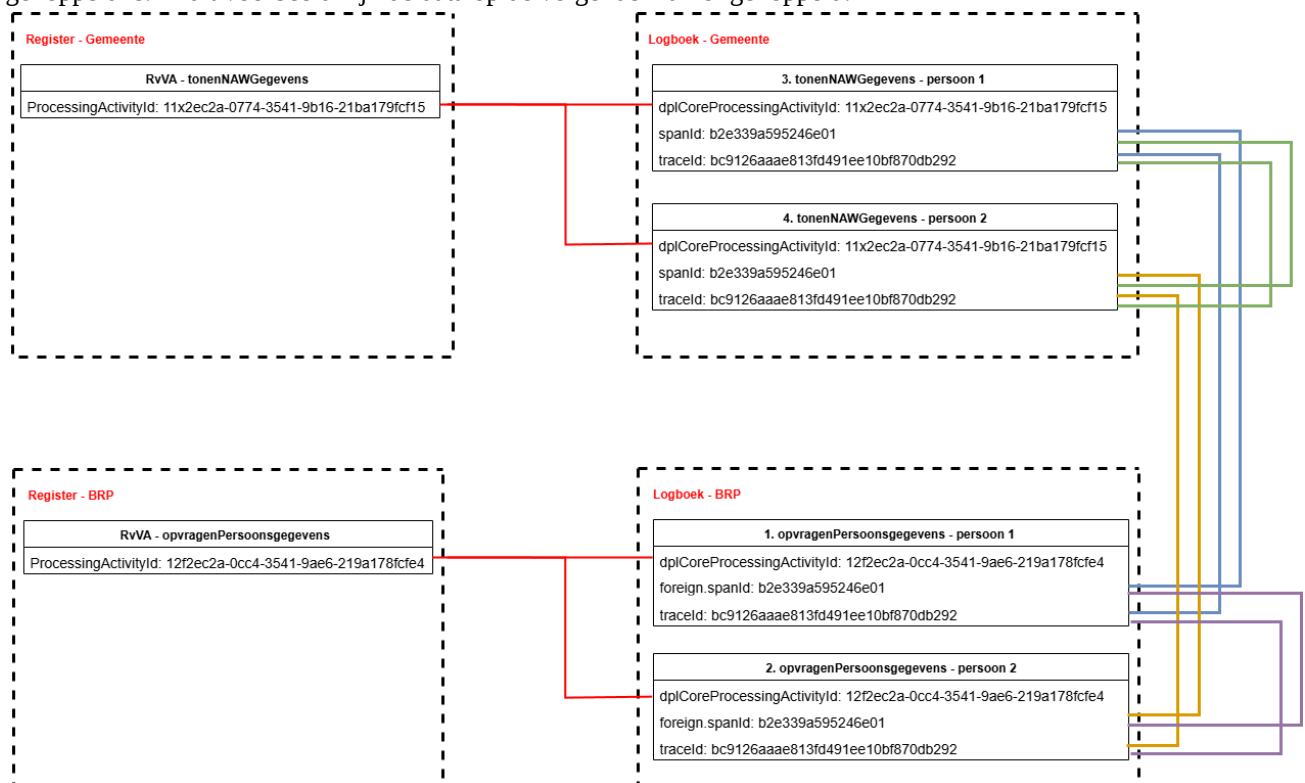 Register - Gemeente
RvVA - tonenNAWGegevens
ProcessingActivityId: 11x2ec2a-0774-3541-9b16-21ba179fcf15
Logboek - Gemeente
3. tonenNAWGegevens - persoon 1
dplCoreProcessingActivityId: 11x2ec2a-0774-3541-9b16-21ba179fcf15
spanId: b2e339a595246e01
traceId: bc9126aaae813fd491ee10bf870db292
4. tonenNAWGegevens - persoon 2
dplCoreProcessingActivityId: 11x2ec2a-0774-3541-9b16-21ba179fcf15
spanId: b2e339a595246e01
traceId: bc9126aaae813fd491ee10bf870db292
Register - BRP
RvVA - opvragenPersoonsgegevens
ProcessingActivityId: 12f2ec2a-0cc4-3541-9ae6-219a178fcfe4
Logboek - BRP
1. opvragenPersoonsgegevens - persoon 1
dplCoreProcessingActivityId: 12f2ec2a-0cc4-3541-9ae6-219a178fcfe4
foreign.spanId: b2e339a595246e01
traceId: bc9126aaae813fd491ee10bf870db292
2. opvragenPersoonsgegevens - persoon 2
dplCoreProcessingActivityId: 12f2ec2a-0cc4-3541-9ae6-219a178fcfe4
foreign.spanId: b2e339a595246e01
traceId: bc9126aaae813fd491ee10bf870db292